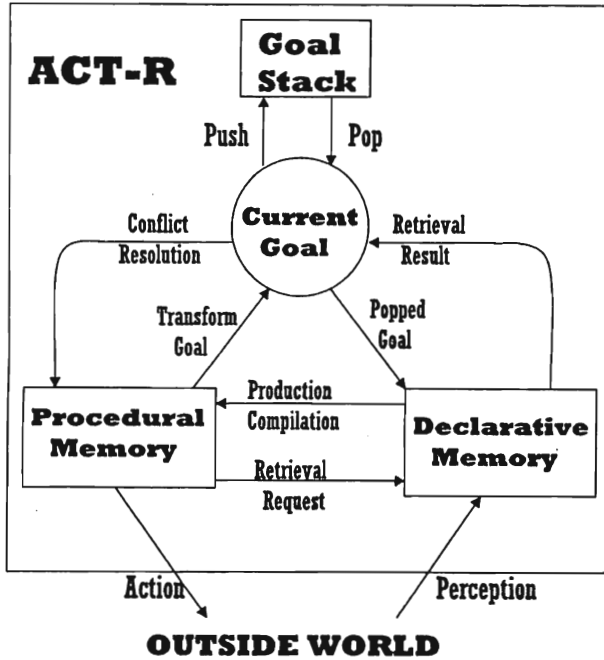 ACT-R
Goal
Stack
Push
Pop
Current
Goal
Conflict
Resolution
Retrieval
Result
Transform
Goal
Popped
Goal
Procedural
Memory
Production
Compilation
Declarative
Memory
Retrieval
Request
Action
Perception
OUTSIDE WORLD